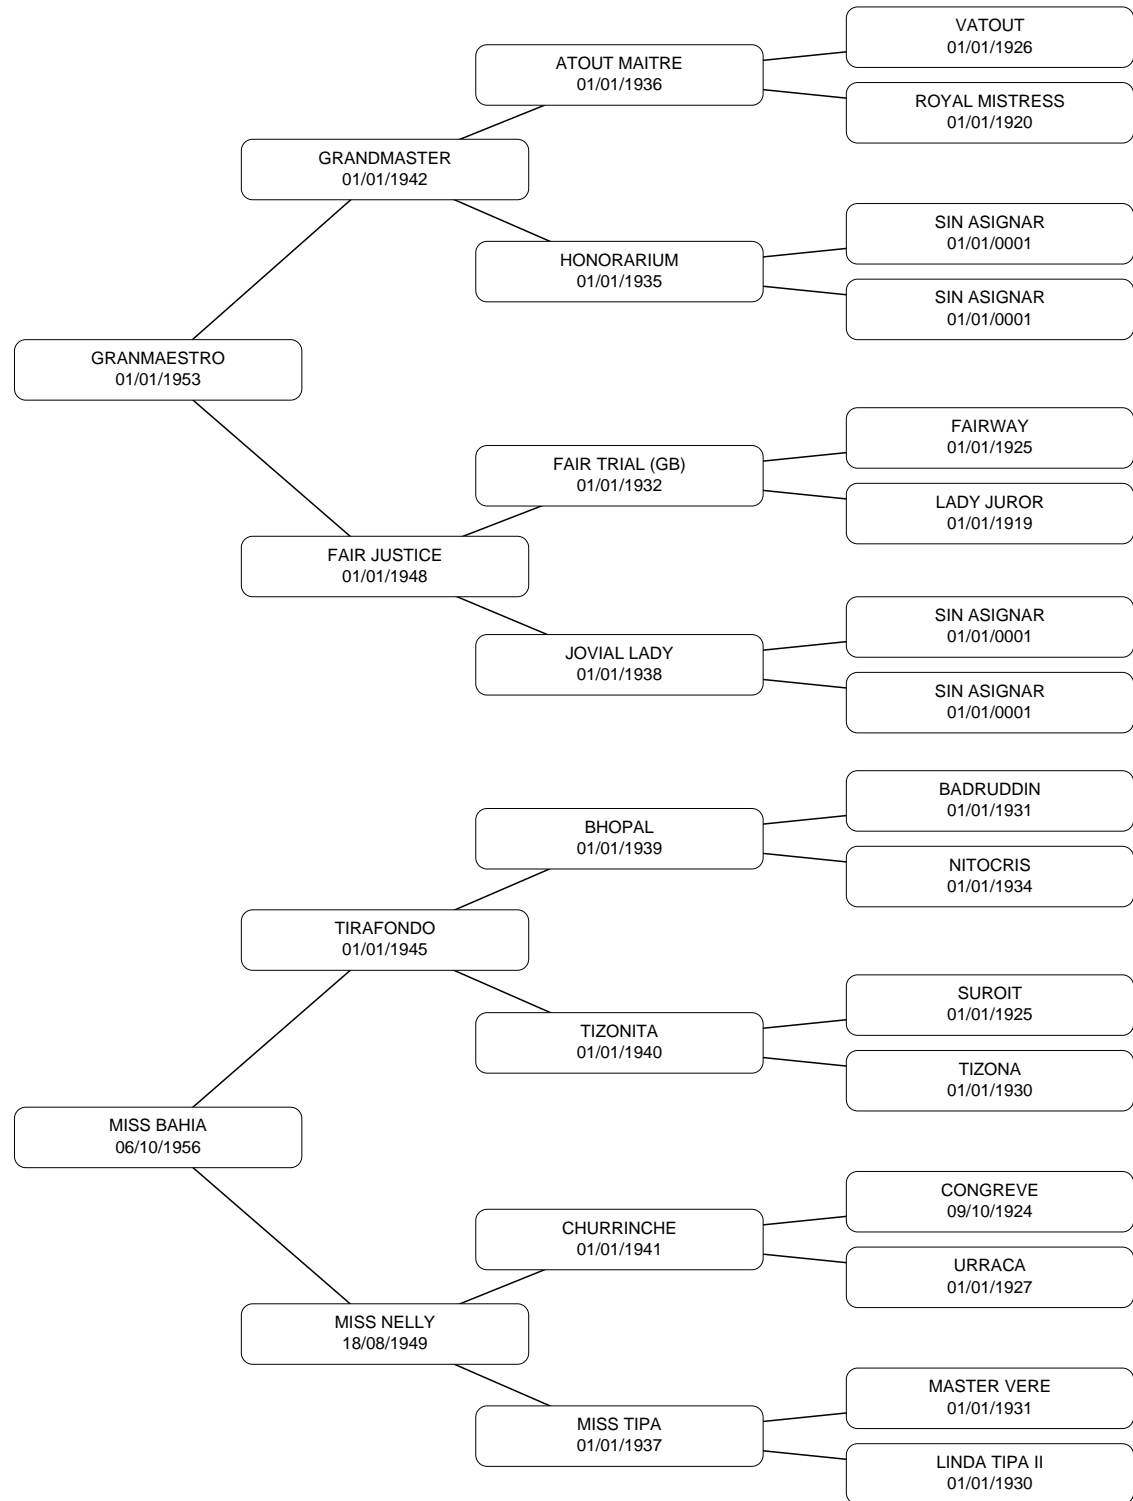 VATOUT
01/01/1926
ATOUT MAITRE
01/01/1936
ROYAL MISTRESS
01/01/1920
GRANDMASTER
01/01/1942
SIN ASIGNAR
01/01/0001
HONORARIUM
01/01/1935
SIN ASIGNAR
01/01/0001
GRANMAESTRO
01/01/1953
FAIRWAY
01/01/1925
FAIR TRIAL (GB)
01/01/1932
LADY JUROR
01/01/1919
FAIR JUSTICE
01/01/1948
SIN ASIGNAR
01/01/0001
JOVIAL LADY
01/01/1938
SIN ASIGNAR
01/01/0001
BADRUDDIN
01/01/1931
BHOPAL
01/01/1939
NITOCRIS
01/01/1934
TIRAFONDO
01/01/1945
SUROIT
01/01/1925
TIZONITA
01/01/1940
TIZONA
01/01/1930
MISS BAHIA
06/10/1956
CONGREVE
09/10/1924
CHURRINCHE
01/01/1941
URRACA
01/01/1927
MISS NELLY
18/08/1949
MASTER VERE
01/01/1931
MISS TIPA
01/01/1937
LINDA TIPA II
01/01/1930